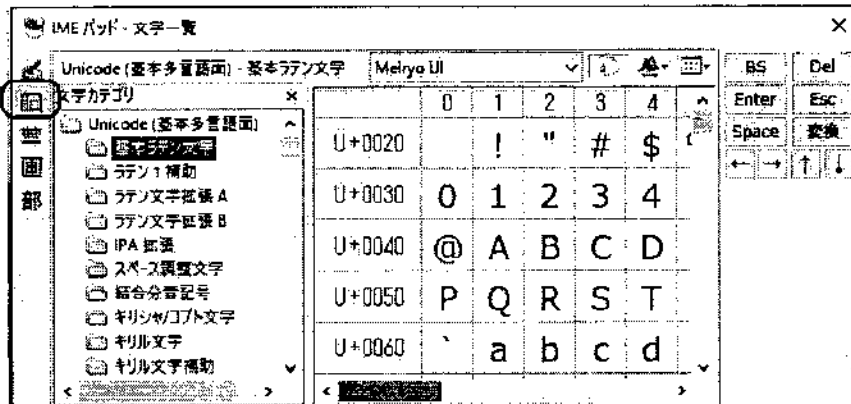 IME パッド - 文字一覧
Unicode (基本多言語面) - 基本ラテン文字
Meiryo UI
文字カテゴリ
Unicode (基本多言語面)
基本ラテン文字
ラテン 1 補助
ラテン文字拡張 A
ラテン文字拡張 B
IPA 拡張
スペース調整文字
結合分音記号
ギリシャ/コプト文字
キリル文字
キリル文字補助
画
部
0 1 2 3 4
U+0020 ! " # $
U+0030 0 1 2 3 4
U+0040 @ A B C D
U+0050 P Q R S T
U+0060 ` a b c d
BS Del
Enter Esc
Space 変換
← → ↑ ↓